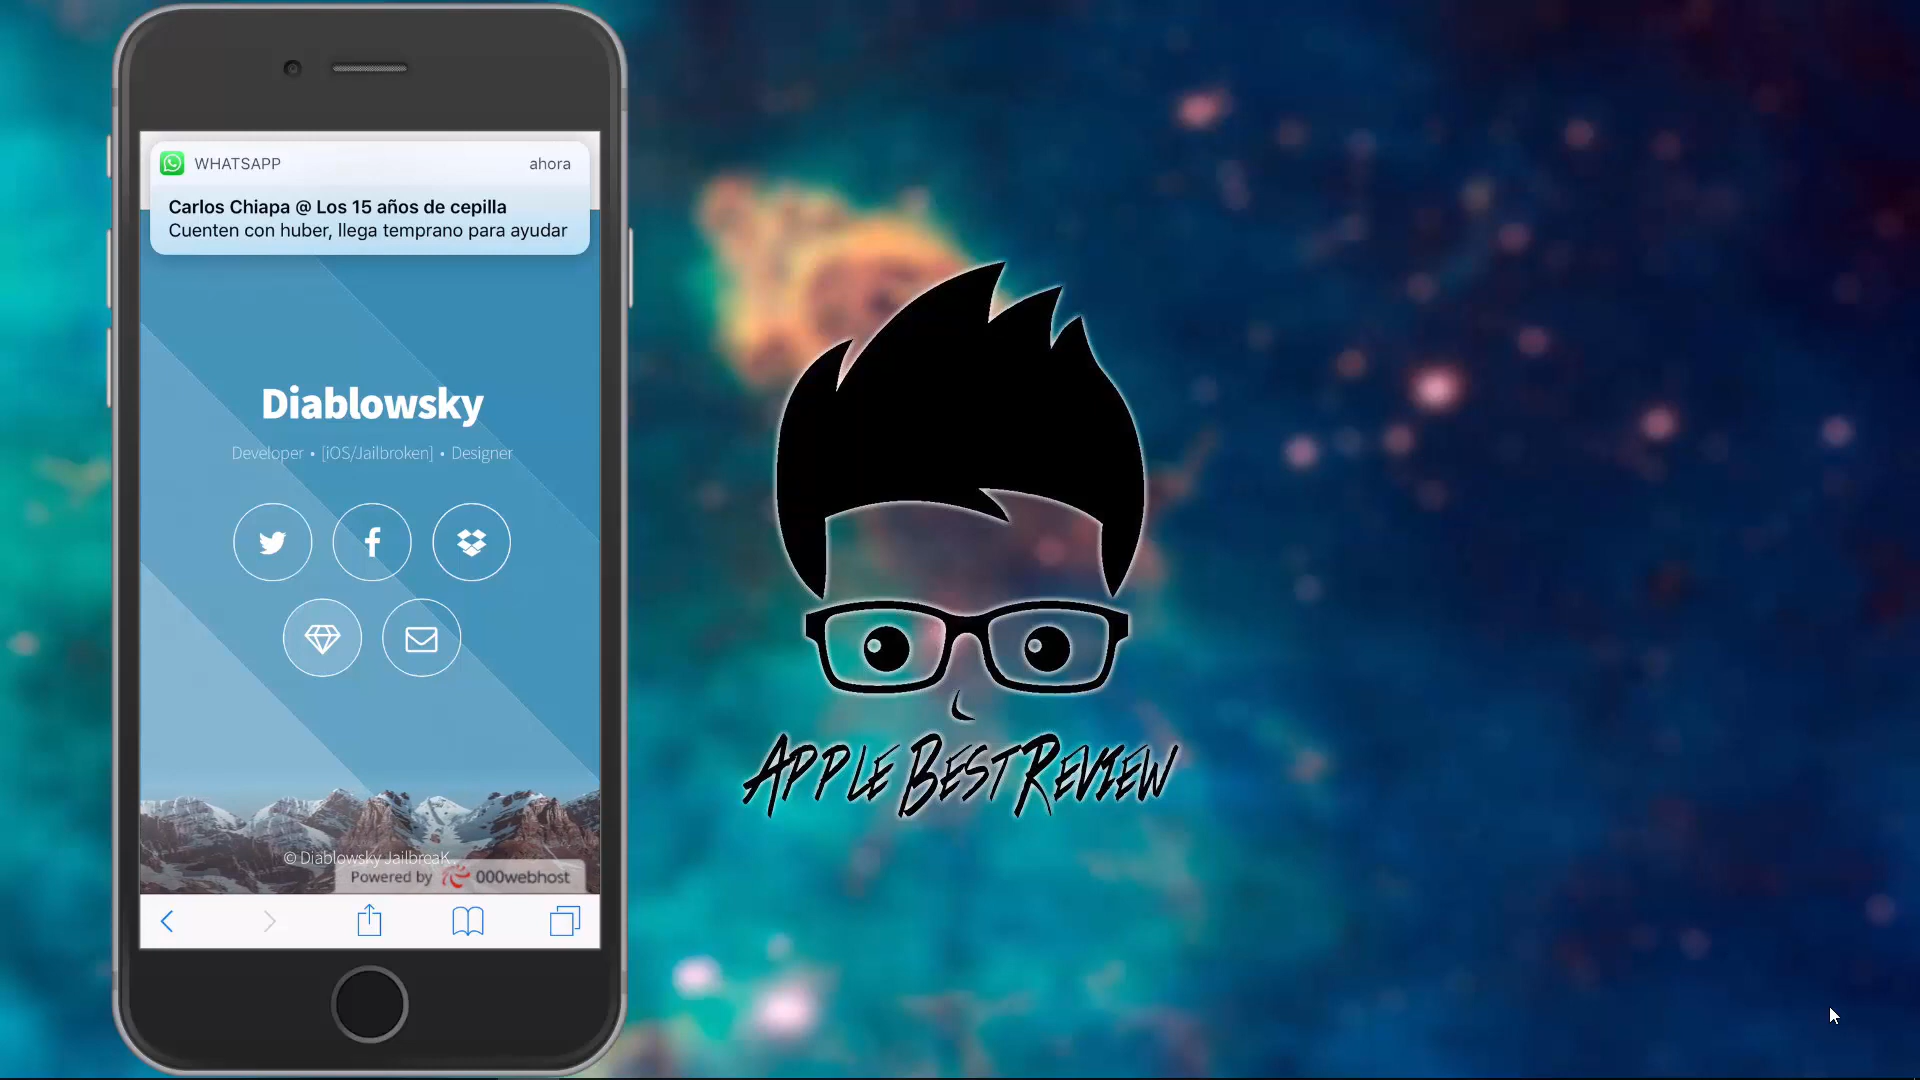 WHATSAPP ahora
Carlos Chiapa @ Los 15 años de cepilla
Cuenten con huber, llega temprano para ayudar
Diablowsky
Developer • [iOS/Jailbroken] • Designer
© Diablowsky JailbreaK.
Powered by 000webhost
APPLE BEST REVIEW